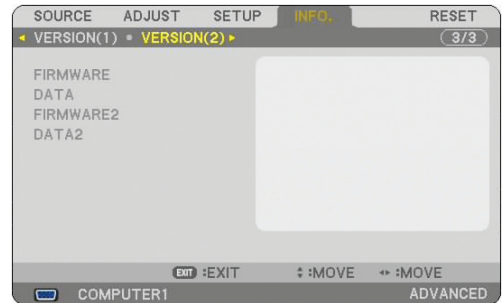 SOURCE ADJUST SETUP INFO. RESET
VERSION(1) • VERSION(2) 3/3
FIRMWARE
DATA
FIRMWARE2
DATA2
EXIT :EXIT :MOVE :MOVE
COMPUTER1 ADVANCED